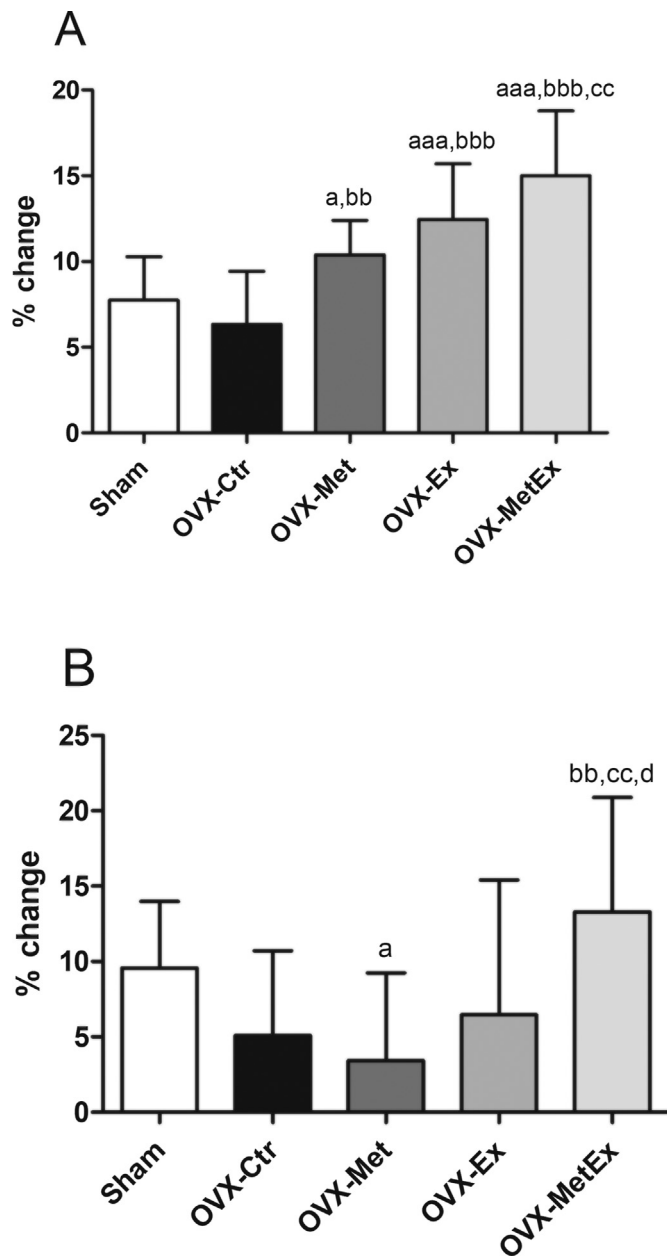 A
% change
20
15
10
5
0
a,bb
aaa,bbb
aaa,bbb,cc
Sham
OVX-Ctr
OVX-Met
OVX-Ex
OVX-MetEx
B
% change
25
20
15
10
5
0
a
bb,cc,d
Sham
OVX-Ctr
OVX-Met
OVX-Ex
OVX-MetEx